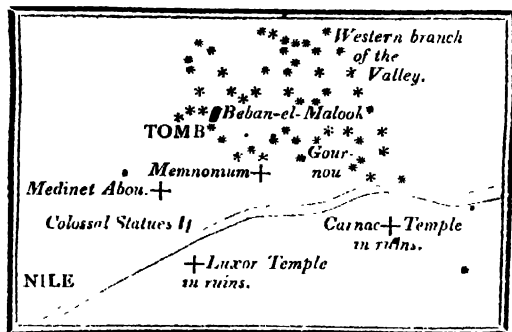 Western branch
of the
Valley.
Beban-el-Malook
TOMB
Gour-
nou
Memnonium
Medinet Abou.
Colossal Statues
Carnac Temple
in ruins.
Luxor Temple
in ruins.
NILE